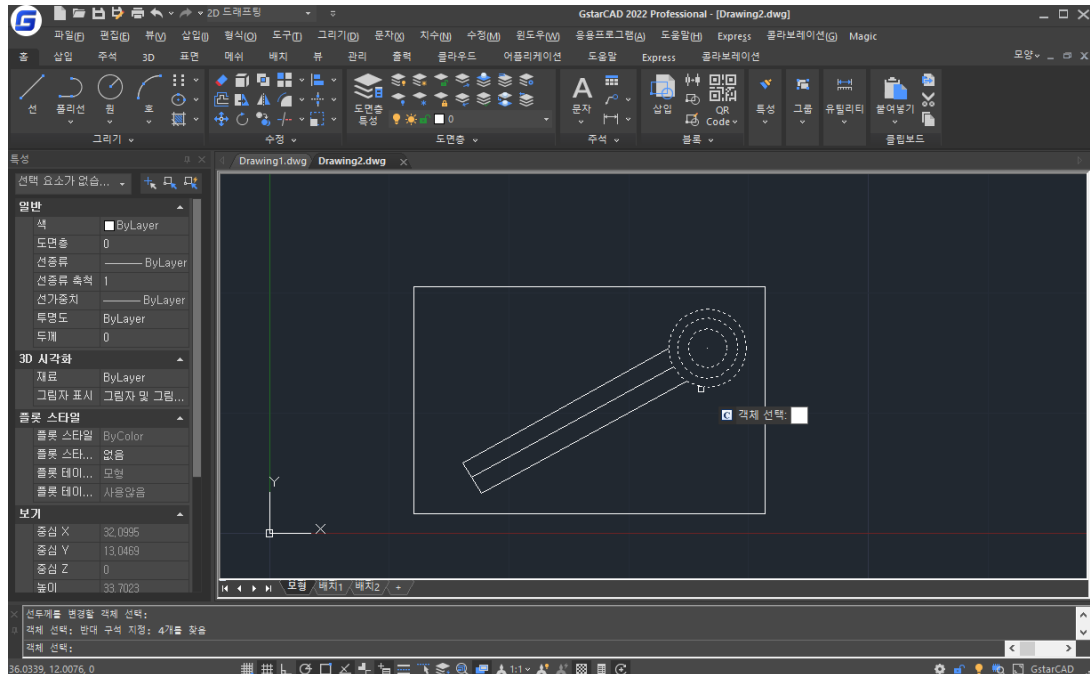 2D 드래프팅
GstarCAD 2022 Professional - [Drawing2.dwg]
파일(F) 편집(E) 뷰(V) 삽입(I) 형식(O) 도구(T) 그리기(D) 문자(X) 치수(N) 수정(M) 윈도우(W) 응용프로그램(A) 도움말(H) Express 콜라보레이션(G) Magic
홈 삽입 주석 3D 표면 메쉬 배치 뷰 관리 출력 클라우드 어플리케이션 도움말 Express 콜라보레이션 모양
선 폴리선 원 호
도면층 특성
0
문자
삽입
QR Code
특성 그룹 유틸리티 붙여넣기
그리기 수정 도면층 주석 블록 클립보드
특성
Drawing1.dwg Drawing2.dwg
선택 요소가 없습...
일반
색 ByLayer
도면층 0
선종류 ByLayer
선종류 축척 1
선가중치 ByLayer
투명도 ByLayer
두께 0
3D 시각화
재료 ByLayer
그림자 표시 그림자 및 그림...
플롯 스타일
플롯 스타일 ByColor
플롯 스타... 없음
플롯 테이... 모형
플롯 테이... 사용않음
보기
중심 X 32,0995
중심 Y 13,0469
중심 Z 0
높이 33,7023
C 객체 선택:
Y
X
모형 배치1 배치2 +
선두께를 변경할 객체 선택:
객체 선택: 반대 구석 지정: 4개를 찾음
객체 선택:
36.0339, 12.0076, 0
1:1
GstarCAD